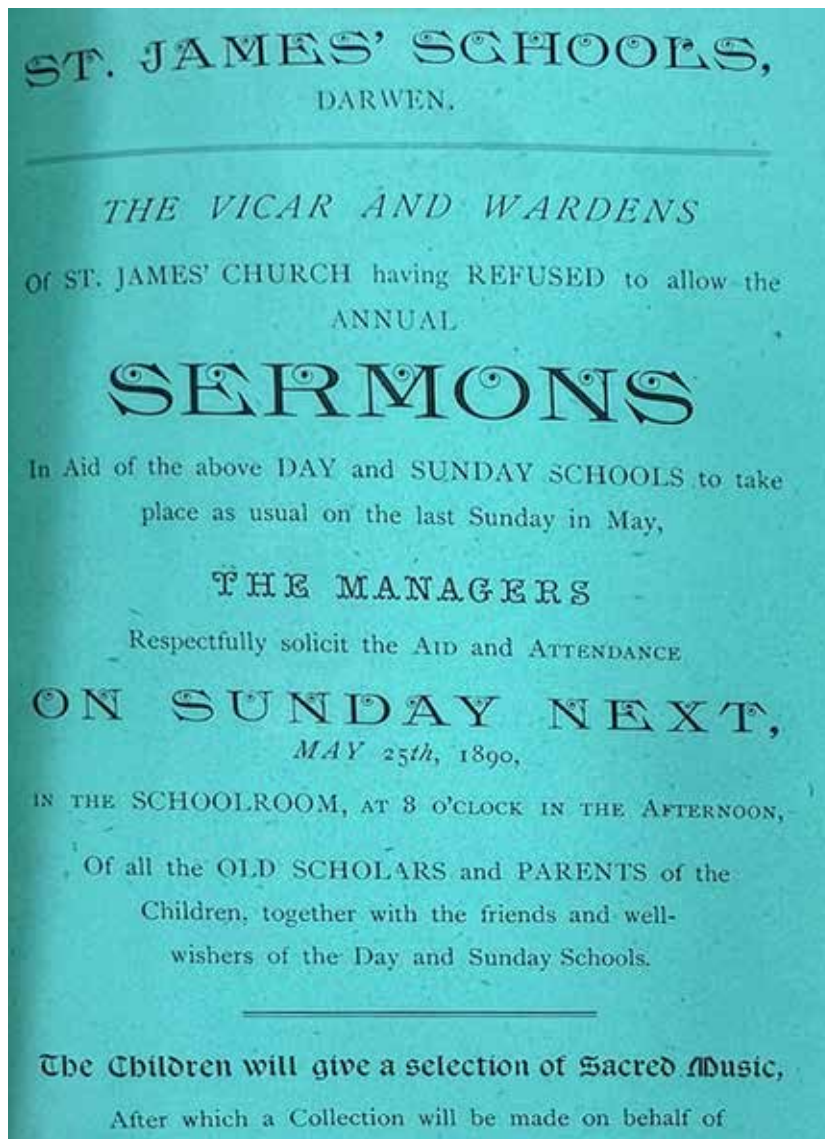 ST. JAMES' SCHOOLS,
DARWEN.
THE VICAR AND WARDENS
Of ST. JAMES' CHURCH having REFUSED to allow the
ANNUAL
SERMONS
In Aid of the above DAY and SUNDAY SCHOOLS to take
place as usual on the last Sunday in May,
THE MANAGERS
Respectfully solicit the AID and ATTENDANCE
ON SUNDAY NEXT,
MAY 25th, 1890,
IN THE SCHOOLROOM, AT 3 O'CLOCK IN THE AFTERNOON,
Of all the OLD SCHOLARS and PARENTS of the
Children, together with the friends and well-
wishers of the Day and Sunday Schools.
The Children will give a selection of Sacred Music,
After which a Collection will be made on behalf of